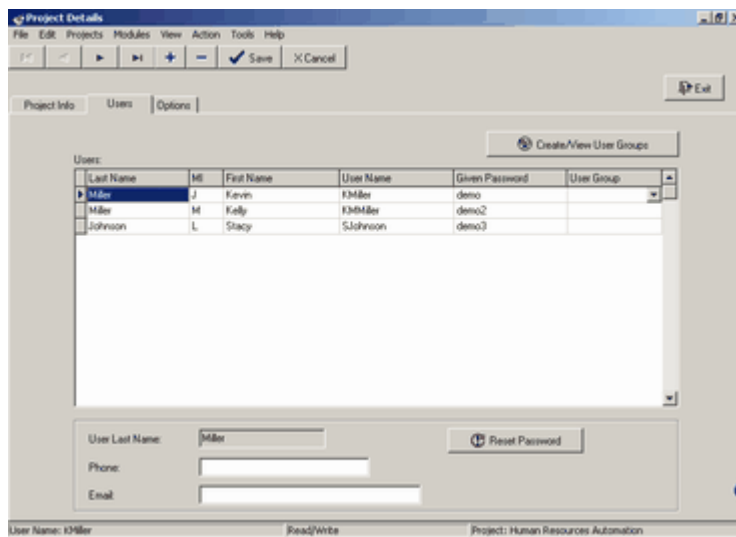 Project Details
File Edit Projects Modules View Action Tools Help
Save Cancel
Exit
Project Info Users Options
Create/View User Groups
Users:
Last Name MI First Name User Name Given Password User Group
Miller J Kevin KMiller demo
Miller M Kelly KMMiller demo2
Johnson L Stacy SJohnson demo3
User Last Name: Miller
Reset Password
Phone:
Email:
User Name: KMiller Read/Write Project: Human Resources Automation